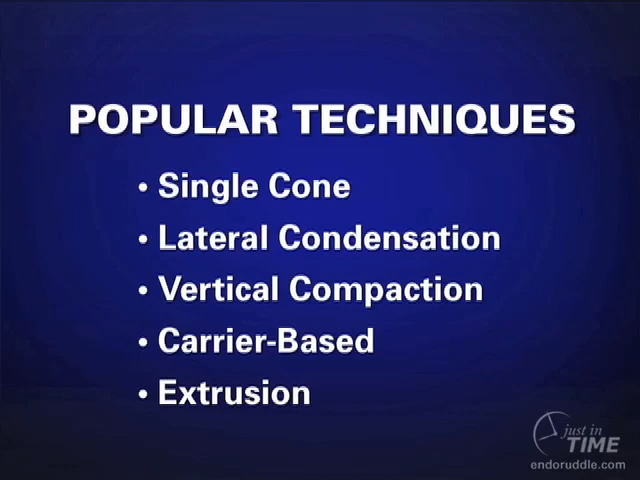 POPULAR TECHNIQUES
• Single Cone
• Lateral Condensation
• Vertical Compaction
• Carrier-Based
• Extrusion
just in
TIME
endoruddle.com